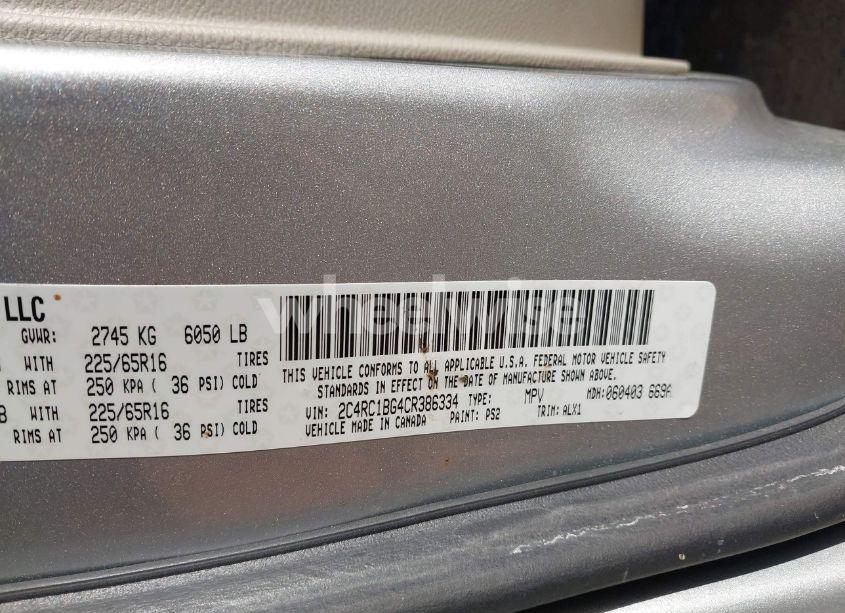 LLC
GVWR: 2745 KG 6050 LB
WITH 225/65R16 TIRES
RIMS AT 250 KPA ( 36 PSI) COLD
B WITH 225/65R16 TIRES
RIMS AT 250 KPA ( 36 PSI) COLD
THIS VEHICLE CONFORMS TO ALL APPLICABLE U.S.A. FEDERAL MOTOR VEHICLE SAFETY
STANDARDS IN EFFECT ON THE DATE OF MANUFACTURE SHOWN ABOVE.
VIN: 2C4RC1BG4CR386334 TYPE: MPV MDH:060403 669A
VEHICLE MADE IN CANADA PAINT: PS2 TRIM: ALX1
wheelwise